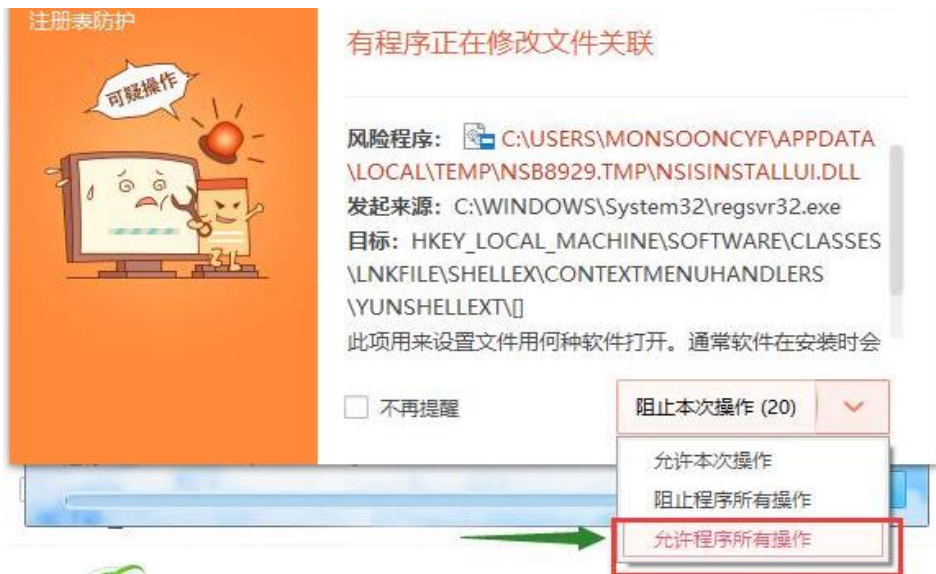 注册表防护
可疑操作
有程序正在修改文件关联
风险程序： C:\USERS\MONSOONCYF\APPDATA
\LOCAL\TEMP\NSB8929.TMP\NSISINSTALLUI.DLL
发起来源：C:\WINDOWS\System32\regsvr32.exe
目标：HKEY_LOCAL_MACHINE\SOFTWARE\CLASSES
\LNKFILE\SHELLEX\CONTEXTMENUHANDLERS
\YUNSHELLEXT\[]
此项用来设置文件用何种软件打开。通常软件在安装时会
不再提醒
阻止本次操作 (20)
允许本次操作
阻止程序所有操作
允许程序所有操作